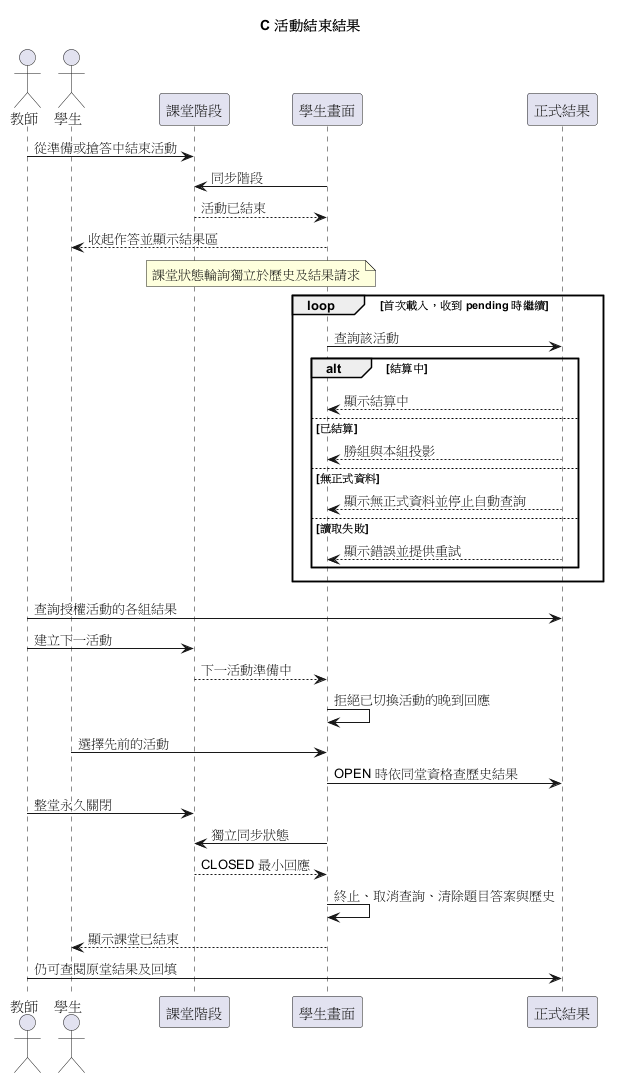 C 活動結束結果
教師
學生
課堂階段
學生畫面
正式結果
從準備或搶答中結束活動
同步階段
活動已結束
收起作答並顯示結果區
課堂狀態輪詢獨立於歷史及結果請求
loop
[首次載入，收到 pending 時繼續]
查詢該活動
alt
[結算中]
顯示結算中
[已結算]
勝組與本組投影
[無正式資料]
顯示無正式資料並停止自動查詢
[讀取失敗]
顯示錯誤並提供重試
查詢授權活動的各組結果
建立下一活動
下一活動準備中
拒絕已切換活動的晚到回應
選擇先前的活動
OPEN 時依同堂資格查歷史結果
整堂永久關閉
獨立同步狀態
CLOSED 最小回應
終止、取消查詢、清除題目答案與歷史
顯示課堂已結束
仍可查閱原堂結果及回填
教師
學生
課堂階段
學生畫面
正式結果